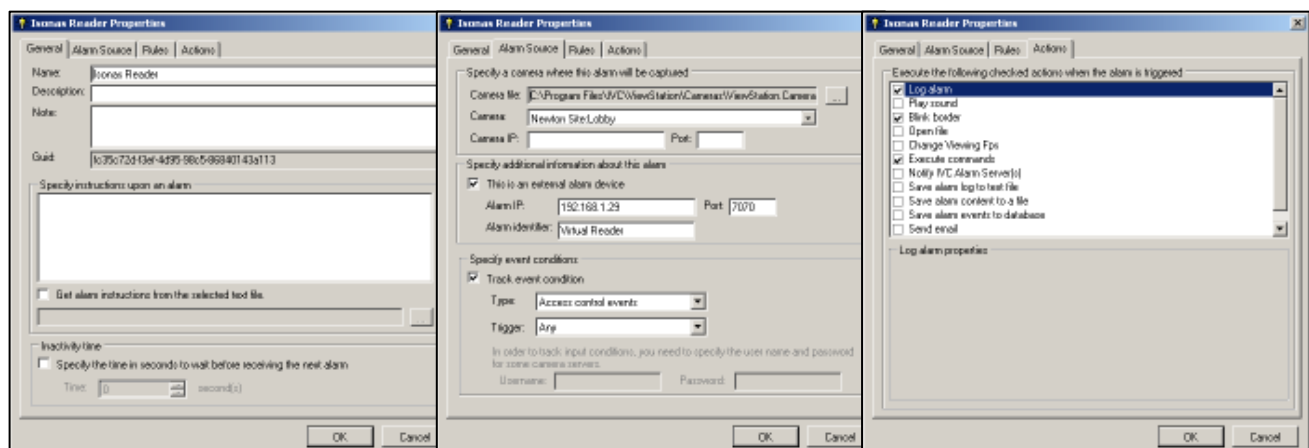 Isonas Reader Properties
General Alarm Source Rules Actions
Name: Isonas Reader
Description:
Note:
Guid:
Specify instructions upon an alarm
Get alarm instructions from the selected text file.
...
Inactivity time
Specify the time in seconds to wait before receiving the next alarm
Time: 0 second(s)
OK Cancel
Isonas Reader Properties
General Alarm Source Rules Actions
Specify a camera where this alarm will be captured
Camera file: C:\Program Files\IVC\ViewStation\Cameras\ViewStation.Camera ...
Camera: Newton Site:Lobby
Camera IP: Port:
Specify additional information about this alarm
This is an external alarm device
Alarm IP: 192.168.1.29 Port: 7070
Alarm identifier: Virtual Reader
Specify event conditions
Track event condition
Type: Access control events
Trigger: Any
In order to track input conditions, you need to specify the user name and password
for some camera servers.
Username: Password:
OK Cancel
Isonas Reader Properties
General Alarm Source Rules Actions
Execute the following checked actions when the alarm is triggered
Log alarm
Play sound
Blink border
Open file
Change Viewing Fps
Execute commands
Notify IVC Alarm Server(s)
Save alarm log to text file
Save alarm content to a file
Save alarm events to database
Send email
Log alarm properties
OK Cancel